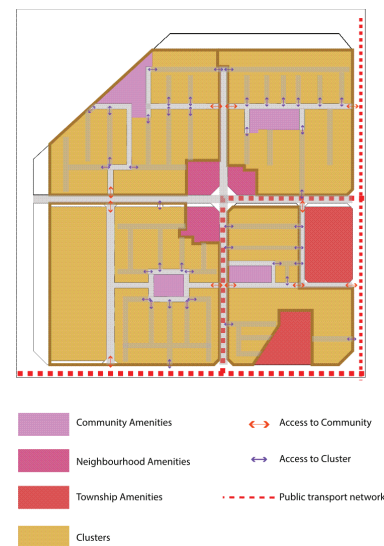 Community Amenities
Access to Community
Neighbourhood Amenities
Access to Cluster
Township Amenities
Public transport network
Clusters